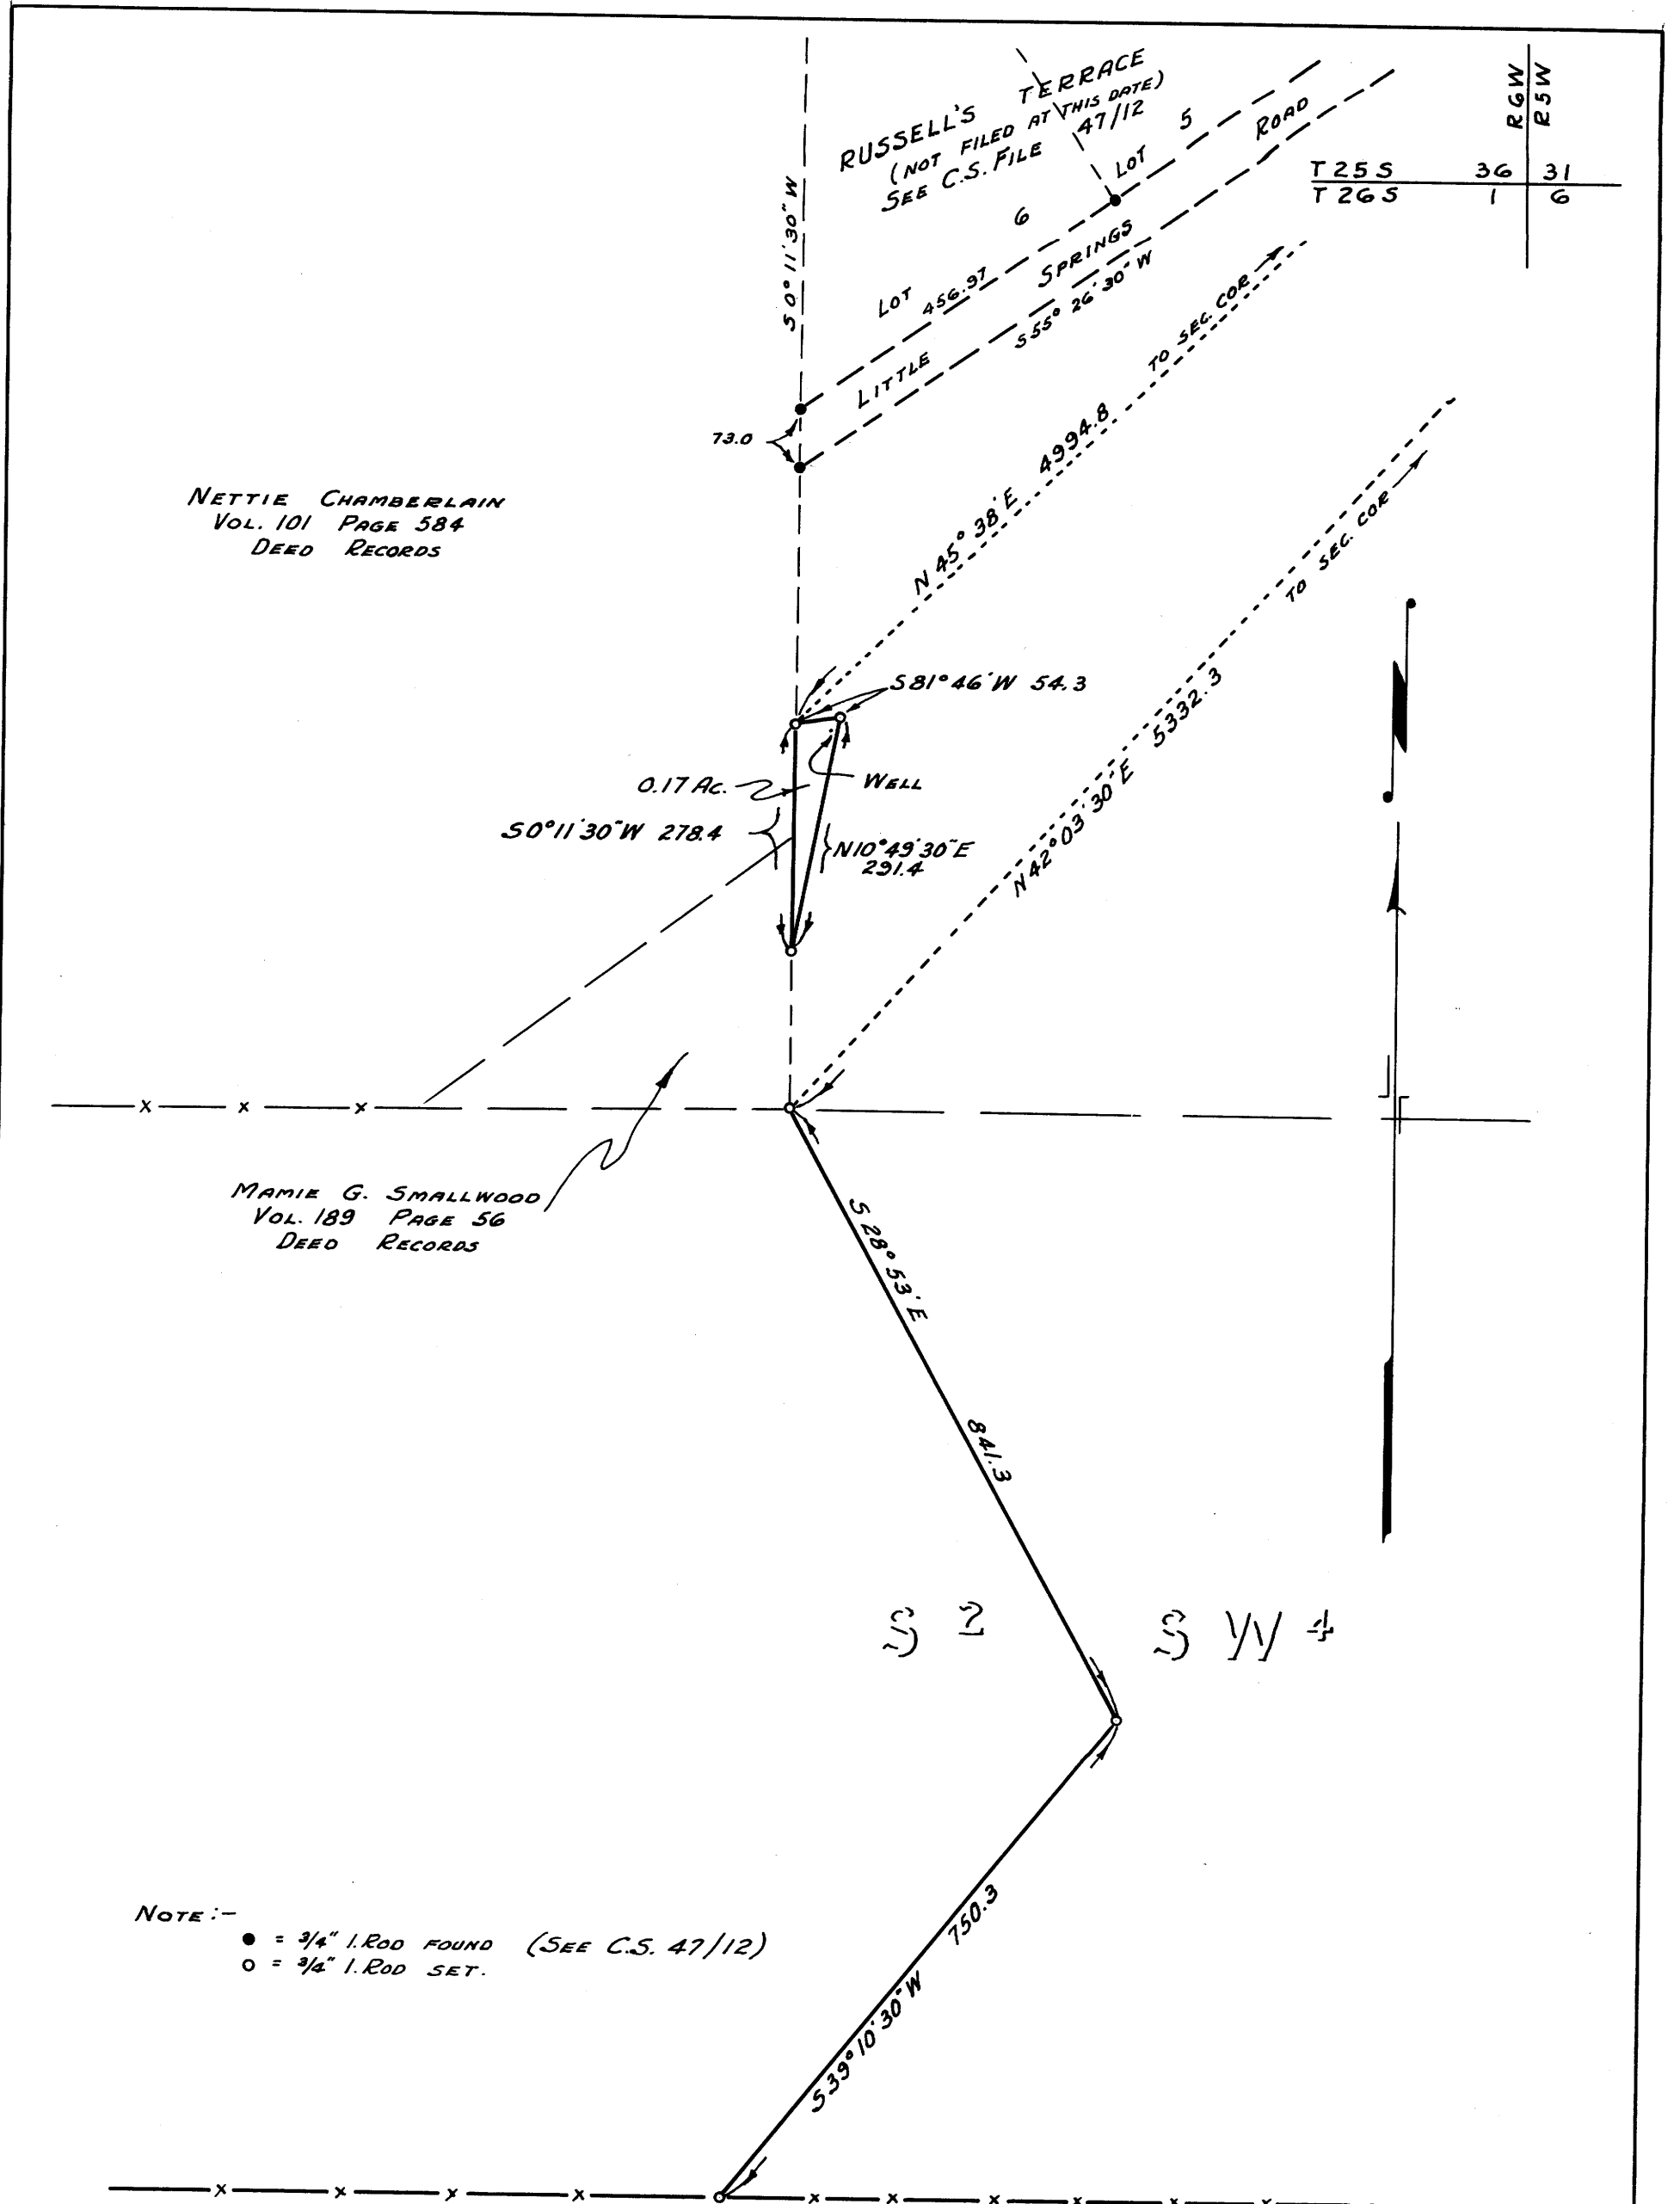 RUSSELL'S TERRACE
(NOT FILED AT THIS DATE)
SEE C.S. FILE 47/12
R6W
R5W
T 25 S 36 31
T 26 S 1 6
S 0° 11' 30" W
LOT 6
LOT 5
456.97
LITTLE SPRINGS ROAD
S 55° 26' 30" W
73.0
N 45° 38' E 4994.8 TO SEC. COR
NETTIE CHAMBERLAIN
VOL. 101 PAGE 584
DEED RECORDS
N 42° 03' 30" E 5332.3 TO SEC. COR
S 81° 46' W 54.3
0.17 AC.
WELL
S 0° 11' 30" W 278.4
N 10° 49' 30" E
291.4
MAMIE G. SMALLWOOD
VOL. 189 PAGE 56
DEED RECORDS
S 28° 53' E 841.3
S 2 S W 4
S 39° 10' 30" W 750.3
NOTE:-
● = 3/4" I. ROD FOUND (SEE C.S. 47/12)
○ = 3/4" I. ROD SET.